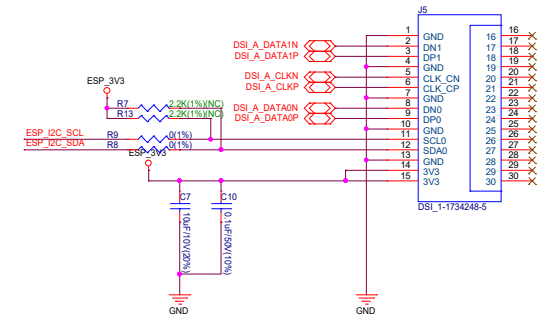 J5
1 GND 16 16
DSI_A_DATA1N 2 DN1 17 17
DSI_A_DATA1P 3 DP1 18 18
4 GND 19 19
DSI_A_CLKN 5 CLK_CN 20 20
DSI_A_CLKP 6 CLK_CP 21 21
7 GND 22 22
DSI_A_DATA0N 8 DN0 23 23
DSI_A_DATA0P 9 DP0 24 24
10 GND 25 25
11 SCL0 26 26
12 SDA0 27 27
13 GND 28 28
14 3V3 29 29
15 3V3 30 30
DSI_1-1734248-5
ESP_3V3
R7 2.2K(1%)(NC)
R13 2.2K(1%)(NC)
ESP_I2C_SCL R9 0(1%)
ESP_I2C_SDA R8 0(1%)
ESP_3V3
C7 10uF/10V(20%)
C10 0.1uF/50V(10%)
GND
GND